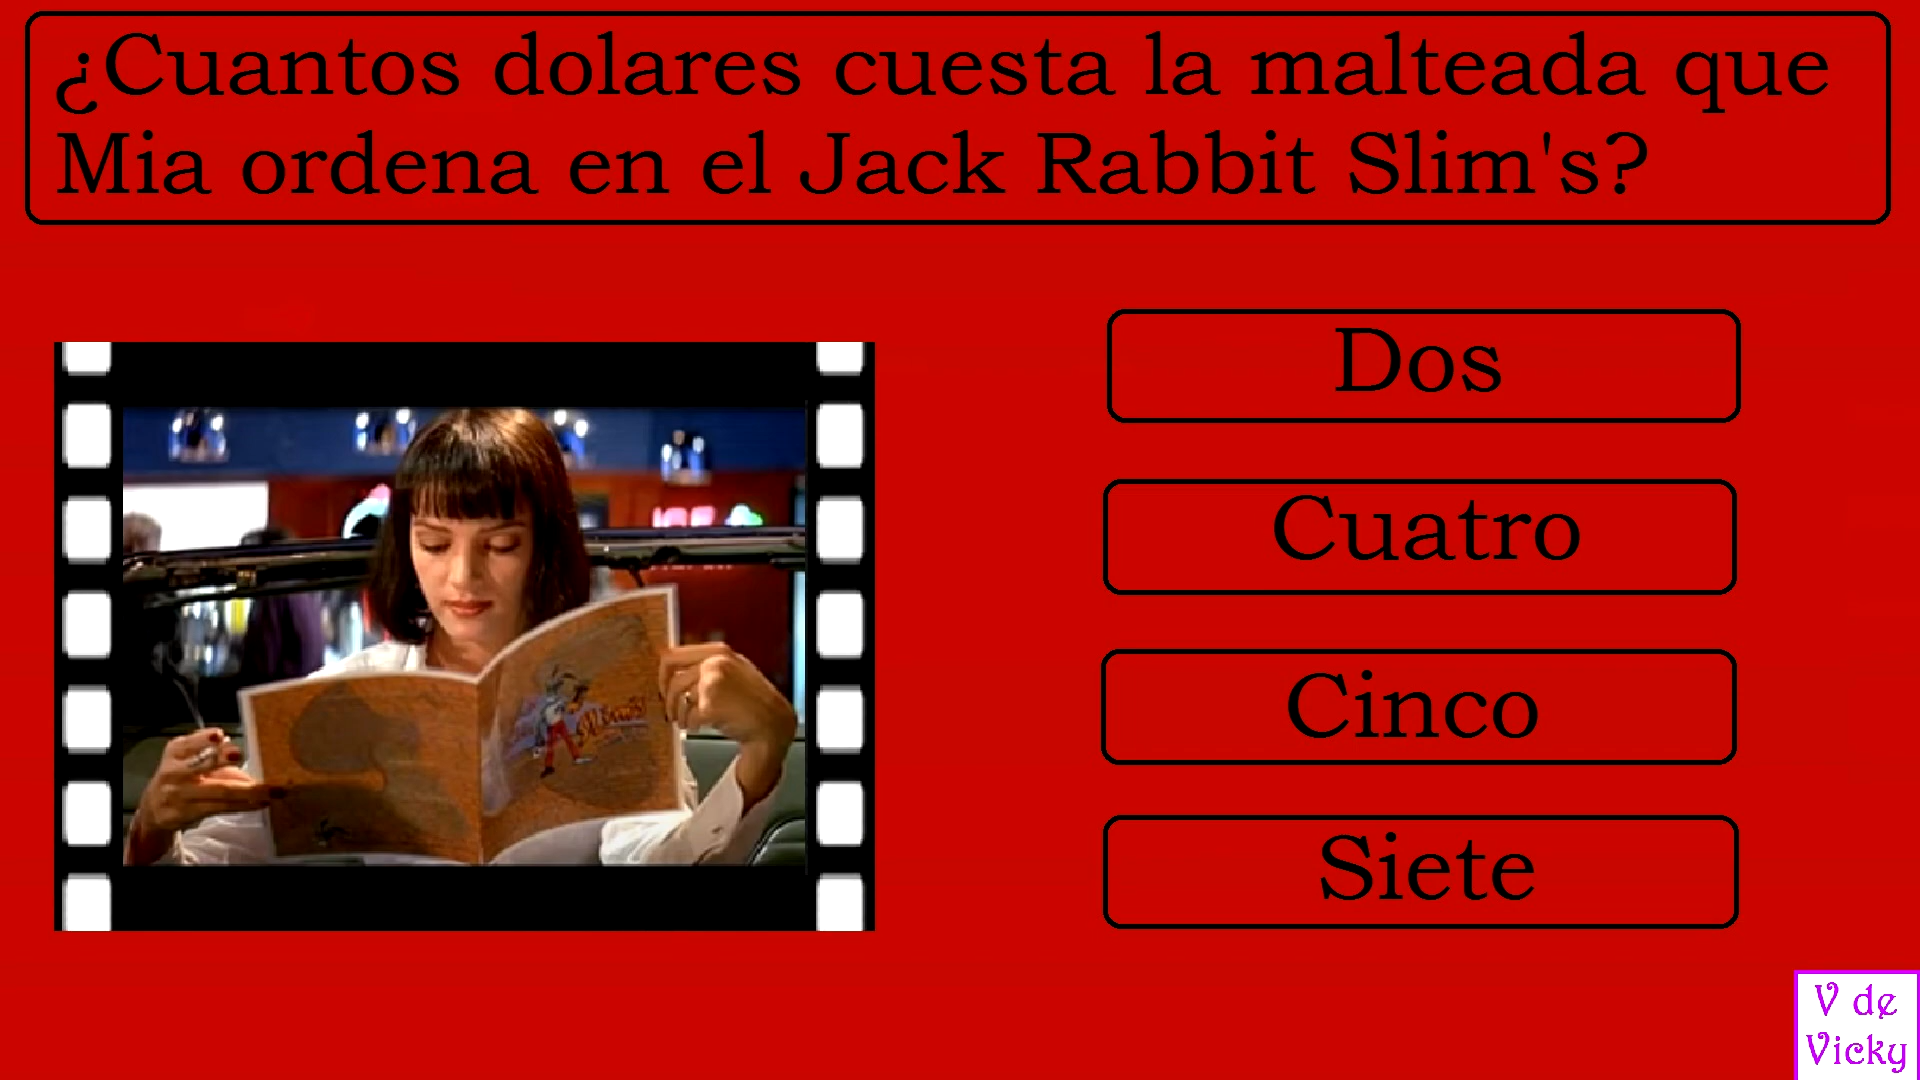 ¿Cuantos dolares cuesta la malteada que
Mia ordena en el Jack Rabbit Slim's?
Dos
Cuatro
Cinco
Siete
V de
Vicky